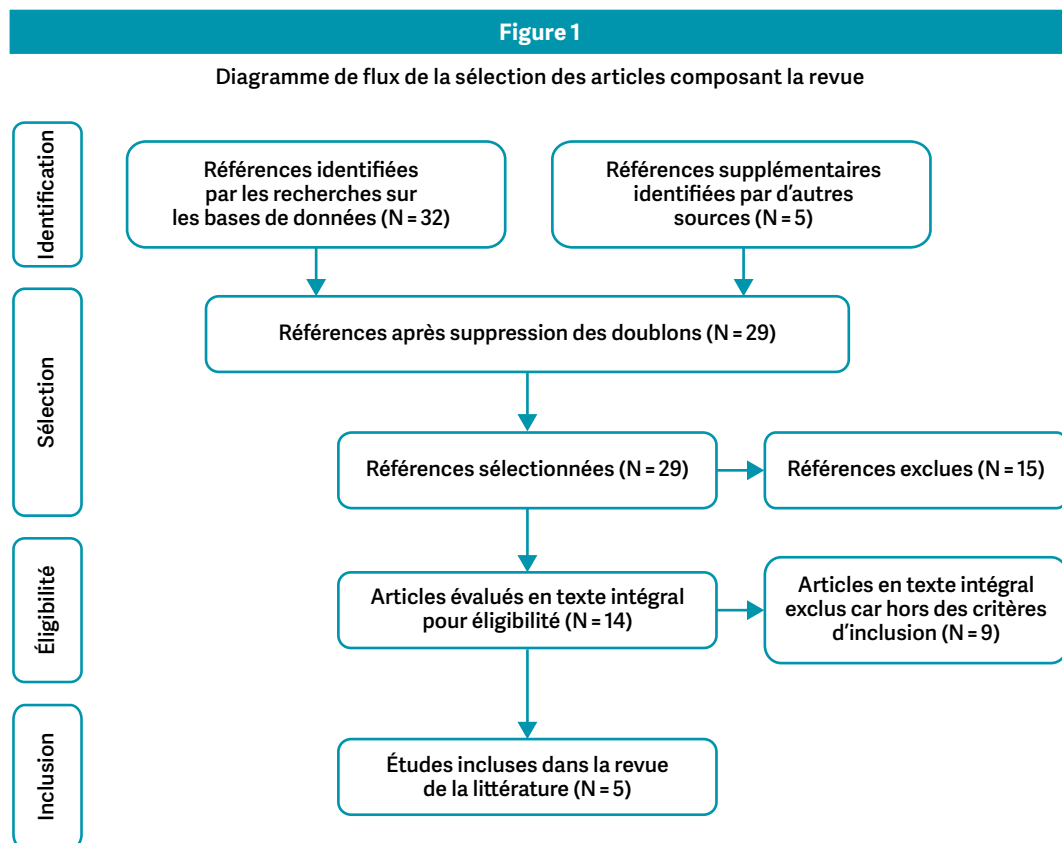 Figure 1
Diagramme de flux de la sélection des articles composant la revue
Identification
Références identifiées
par les recherches sur
les bases de données (N = 32)
Références supplémentaires
identifiées par d'autres
sources (N = 5)
Sélection
Références après suppression des doublons (N = 29)
Références sélectionnées (N = 29)
Références exclues (N = 15)
Éligibilité
Articles évalués en texte intégral
pour éligibilité (N = 14)
Articles en texte intégral
exclus car hors des critères
d'inclusion (N = 9)
Inclusion
Études incluses dans la revue
de la littérature (N = 5)